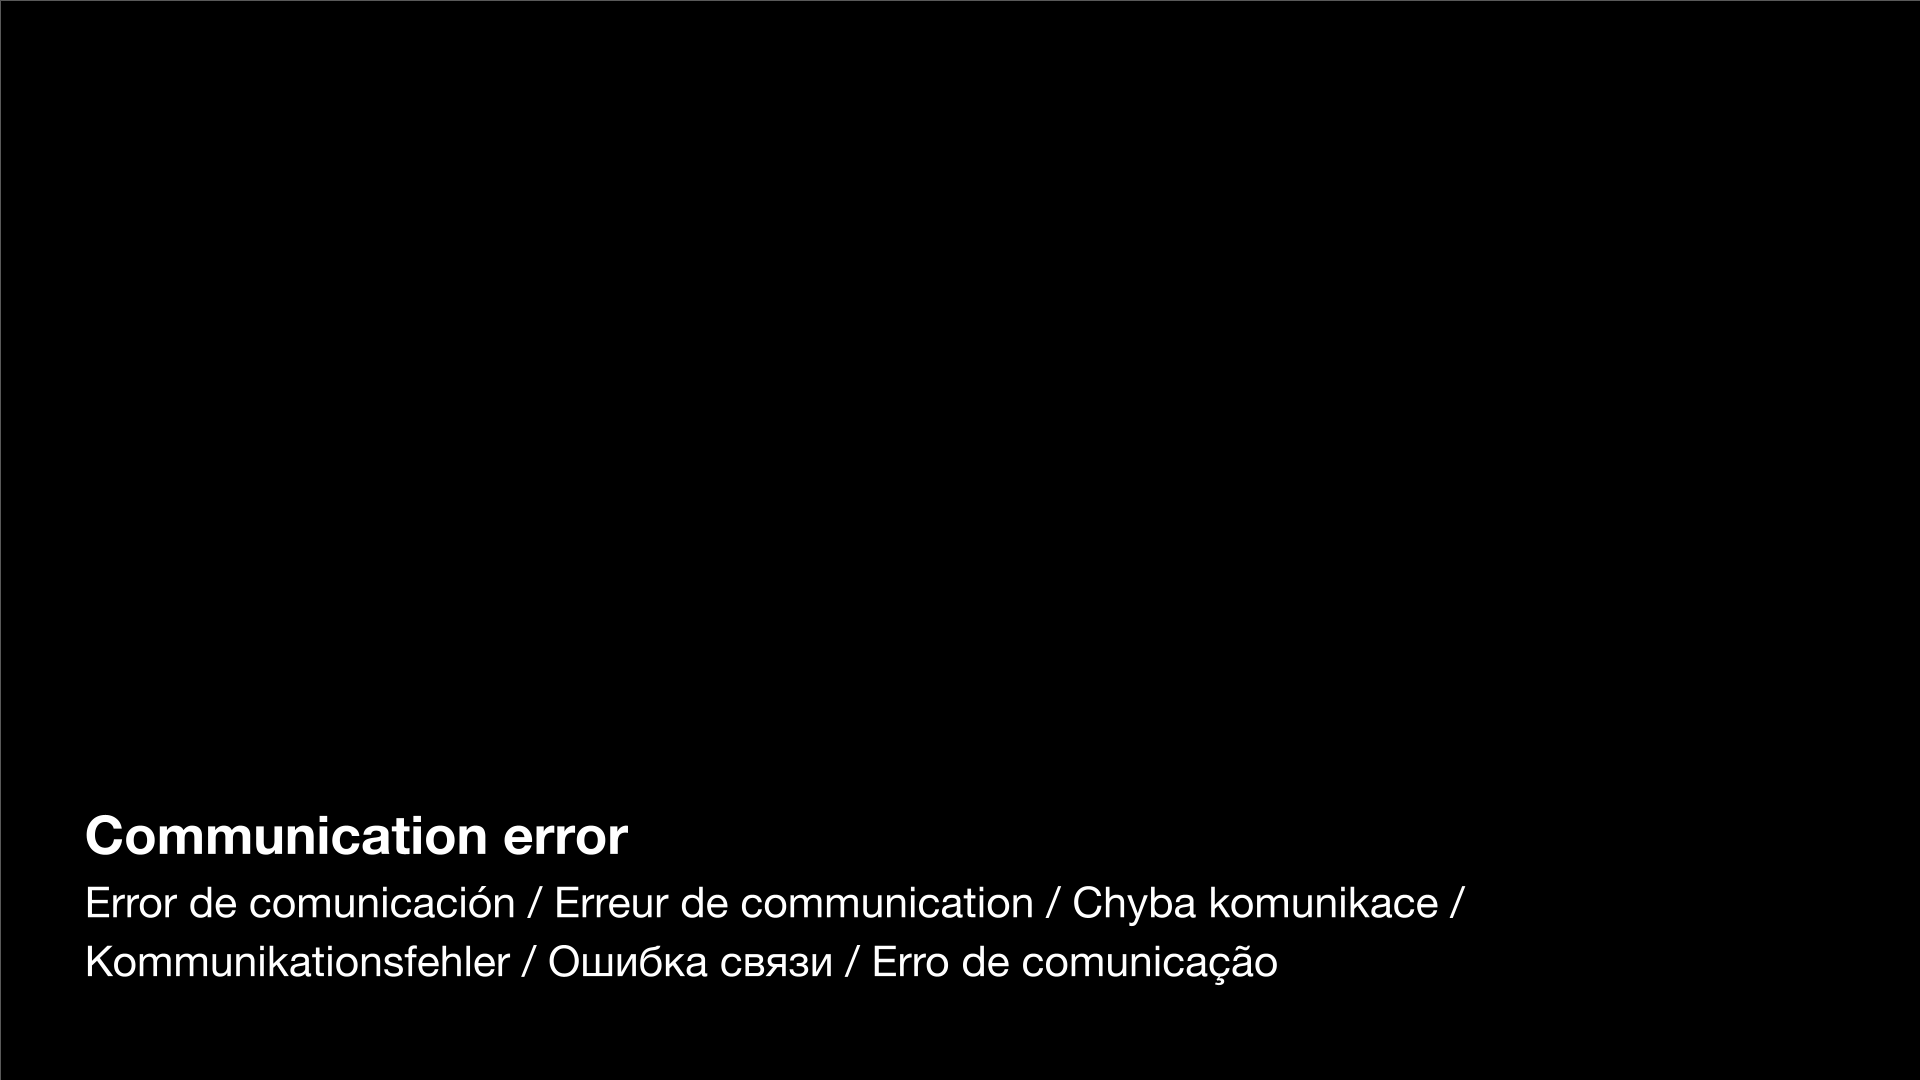 Communication error
Error de comunicación / Erreur de communication / Chyba komunikace /
Kommunikationsfehler / Ошибка связи / Erro de comunicação